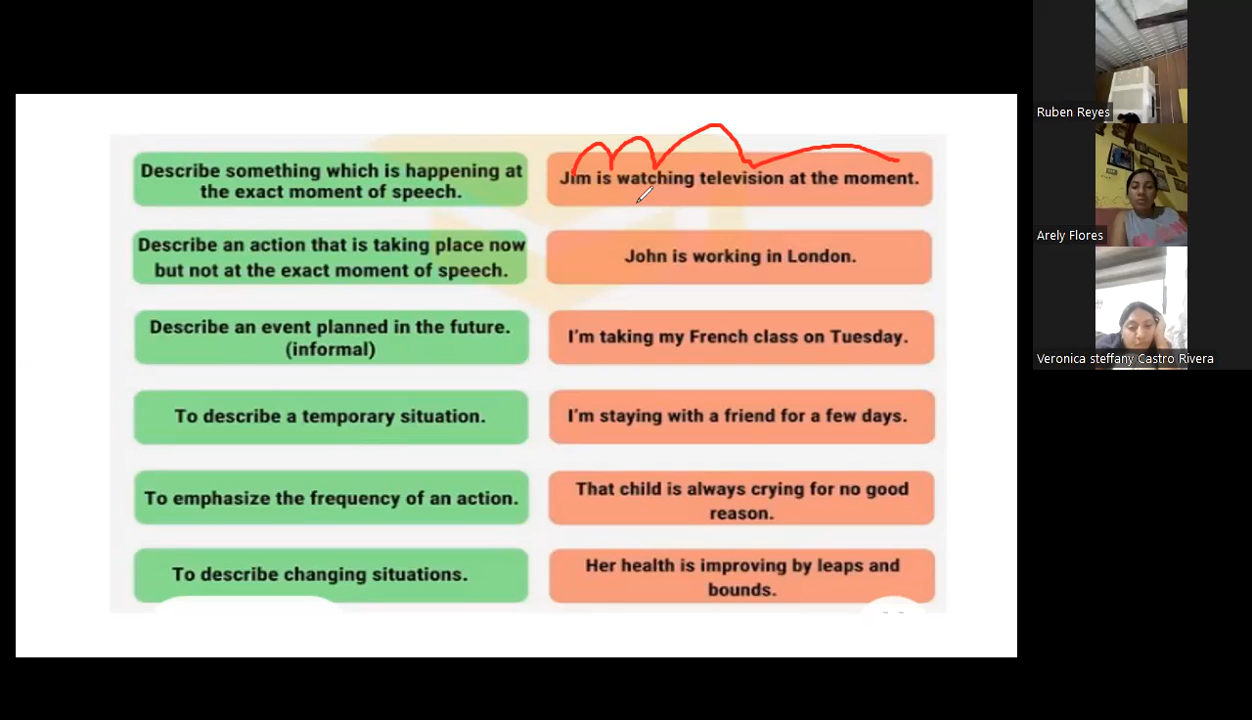 Describe something which is happening at
the exact moment of speech.
Jim is watching television at the moment.
Describe an action that is taking place now
but not at the exact moment of speech.
John is working in London.
Describe an event planned in the future.
(informal)
I'm taking my French class on Tuesday.
To describe a temporary situation.
I'm staying with a friend for a few days.
To emphasize the frequency of an action.
That child is always crying for no good
reason.
To describe changing situations.
Her health is improving by leaps and
bounds.
Ruben Reyes
Arely Flores
Veronica steffany Castro Rivera